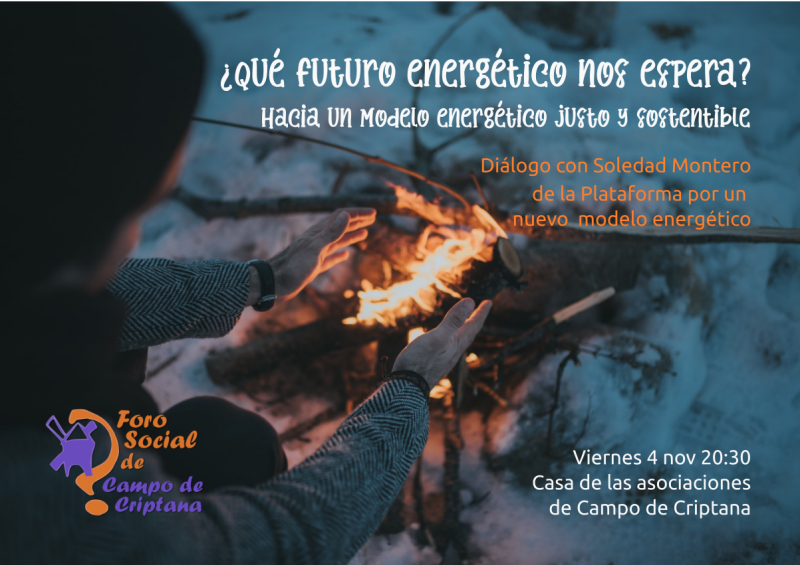 ¿Qué futuro energético nos espera?
Hacia un modelo energético justo y sostentible
Diálogo con Soledad Montero
de la Plataforma por un
nuevo modelo energético
Foro
Social
de
Campo de
Criptana
Viernes 4 nov 20:30
Casa de las asociaciones
de Campo de Criptana